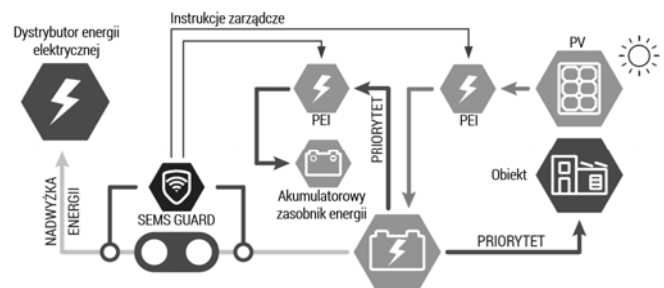 Instrukcje zarządcze
Dystrybutor energii
elektrycznej
PV
PEI
PEI
PRIORYTET
Akumulatorowy
zasobnik energii
Obiekt
NADWYŻKA
ENERGII
SEMS GUARD
PRIORYTET